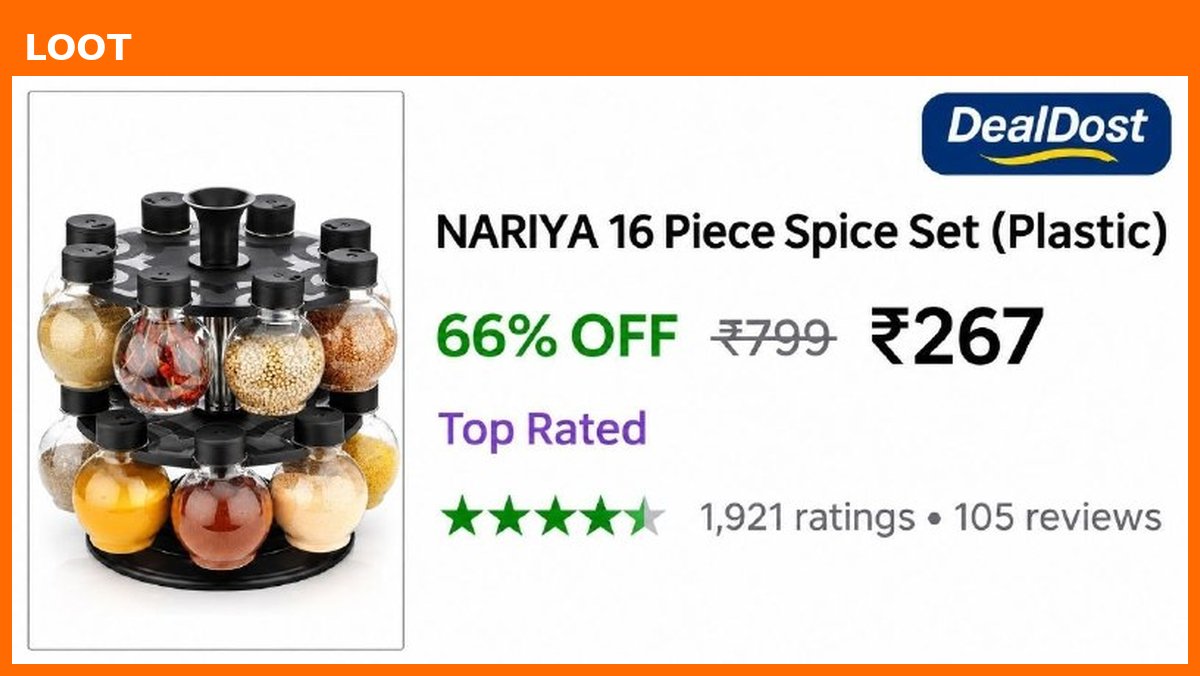 LOOT
DealDost
NARIYA 16 Piece Spice Set (Plastic)
66% OFF ₹799 ₹267
Top Rated
1,921 ratings • 105 reviews